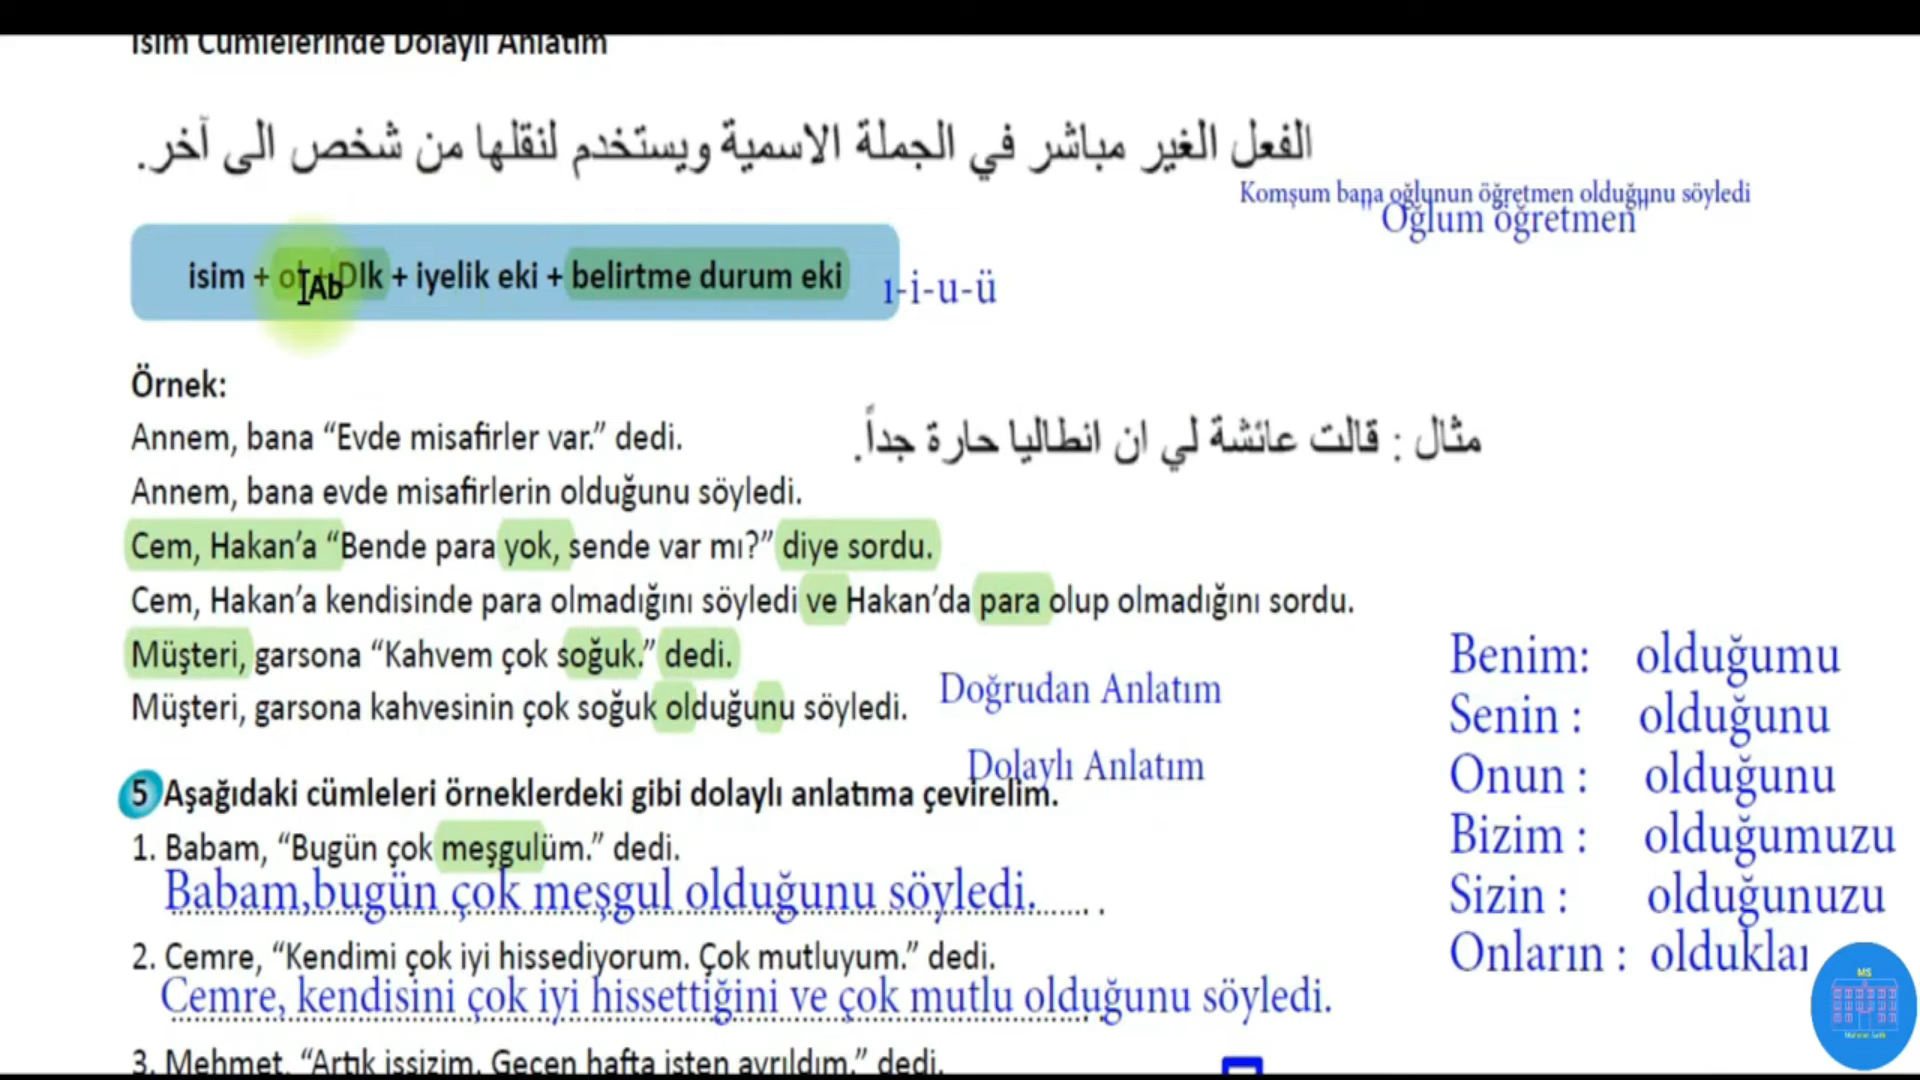 İsim Cümlelerinde Dolaylı Anlatım
الفعل الغير مباشر في الجملة الاسمية ويستخدم لنقلها من شخص الى آخر.
Komşum bana oğlunun öğretmen olduğunu söyledi
" Oğlum öğretmen"
isim + ol + DIk + iyelik eki + belirtme durum eki ı-i-u-ü
Ab
Örnek:
Annem, bana “Evde misafirler var.” dedi.
مثال : قالت عائشة لي ان انطاليا حارة جداً.
Annem, bana evde misafirlerin olduğunu söyledi.
Cem, Hakan’a “Bende para yok, sende var mı?” diye sordu.
Cem, Hakan’a kendisinde para olmadığını söyledi ve Hakan’da para olup olmadığını sordu.
Müşteri, garsona “Kahvem çok soğuk.” dedi.
Müşteri, garsona kahvesinin çok soğuk olduğunu söyledi.
Doğrudan Anlatım
Dolaylı Anlatım
5 Aşağıdaki cümleleri örneklerdeki gibi dolaylı anlatıma çevirelim.
1. Babam, “Bugün çok meşgulüm.” dedi.
Babam,bugün çok meşgul olduğunu söyledi.
2. Cemre, “Kendimi çok iyi hissediyorum. Çok mutluyum.” dedi.
Cemre, kendisini çok iyi hissettiğini ve çok mutlu olduğunu söyledi.
3. Mehmet, “Artık işsizim. Geçen hafta işten ayrıldım.” dedi.
Benim: olduğumu
Senin : olduğunu
Onun : olduğunu
Bizim : olduğumuzu
Sizin : olduğunuzu
Onların : oldukları
MS